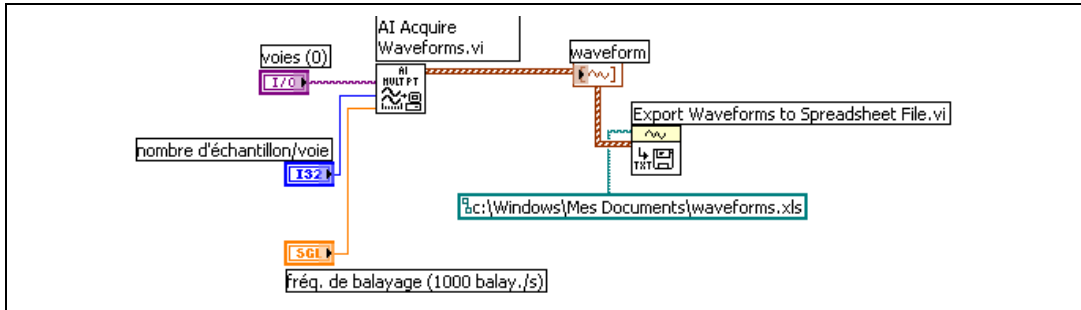 AI Acquire
Waveforms.vi
voies (0)
I/O
AI
MULT PT
waveform
Export Waveforms to Spreadsheet File.vi
TXT
nombre d'échantillon/voie
I32
c:\Windows\Mes Documents\waveforms.xls
SGL
fréq. de balayage (1000 balay./s)